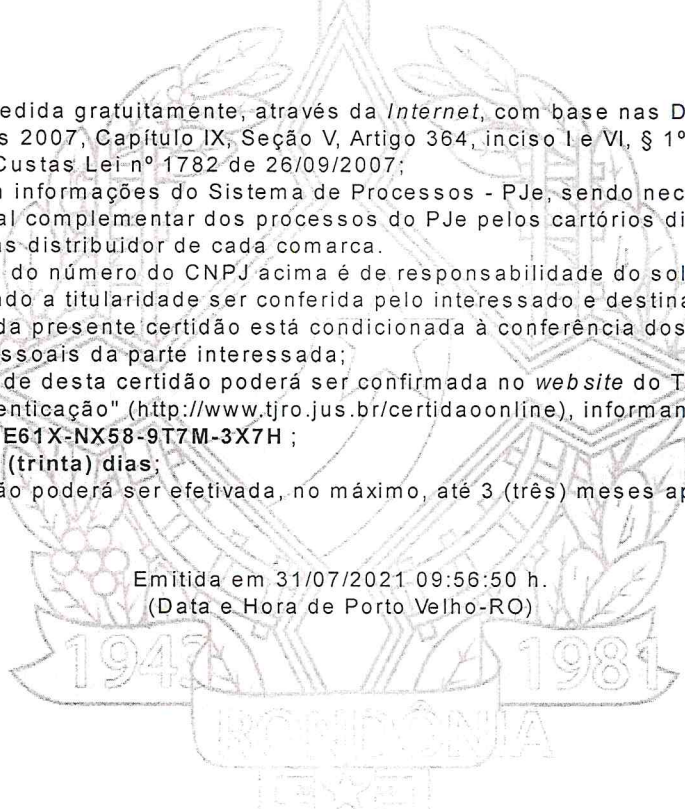 edida gratuitamente, através da Internet, com base nas D
s 2007, Capítulo IX, Seção V, Artigo 364, inciso I e VI, § 1º
Custas Lei nº 1782 de 26/09/2007;
informações do Sistema de Processos - PJe, sendo nec
al complementar dos processos do PJe pelos cartórios di
as distribuidor de cada comarca.
do número do CNPJ acima é de responsabilidade do sol
do a titularidade ser conferida pelo interessado e destina
da presente certidão está condicionada à conferência dos
ssoais da parte interessada;
de desta certidão poderá ser confirmada no website do T
enticação" (http://www.tjro.jus.br/certidaoonline), informan
E61X-NX58-9T7M-3X7H ;
(trinta) dias;
ão poderá ser efetivada, no máximo, até 3 (três) meses ap
Emitida em 31/07/2021 09:56:50 h.
(Data e Hora de Porto Velho-RO)
1943 1981
RONDÔNIA